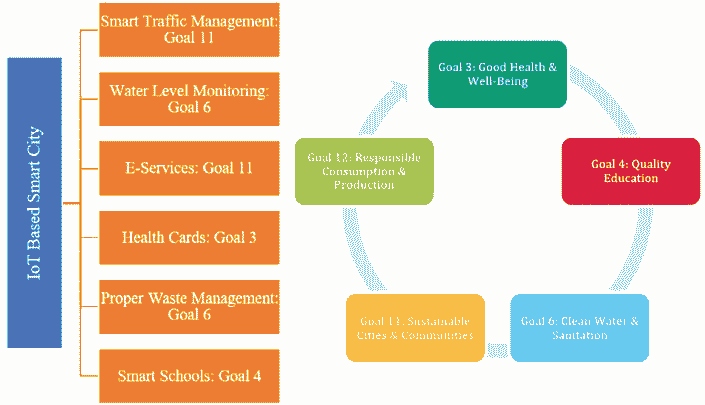 IoT Based Smart City
Smart Traffic Management:
Goal 11
Water Level Monitoring:
Goal 6
E-Services: Goal 11
Health Cards: Goal 3
Proper Waste Management:
Goal 6
Smart Schools: Goal 4
Goal 3: Good Health &
Well-Being
Goal 4: Quality
Education
Goal 6: Clean Water &
Sanitation
Goal 11: Sustainable
Cities & Communities
Goal 12: Responsible
Consumption &
Production